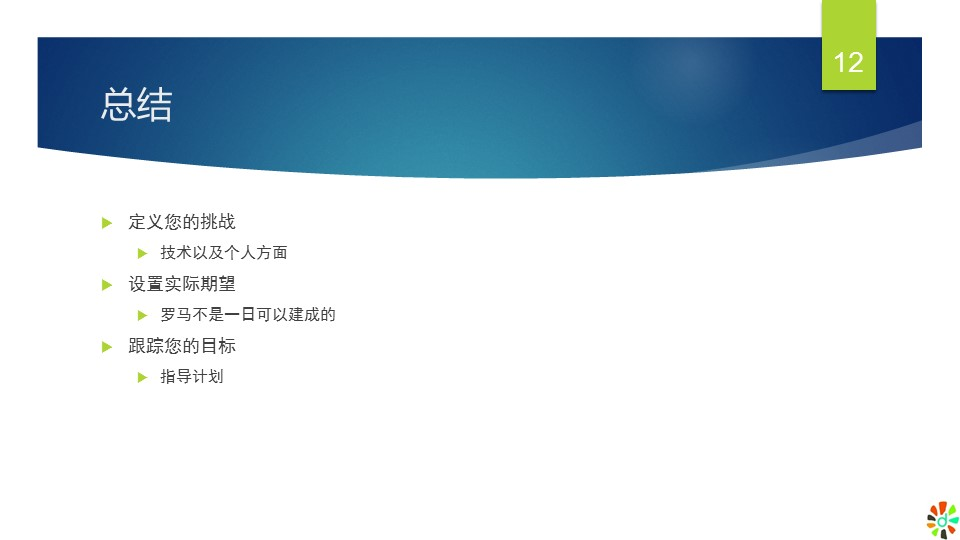 12
总结
定义您的挑战
技术以及个人方面
设置实际期望
罗马不是一日可以建成的
跟踪您的目标
指导计划
d